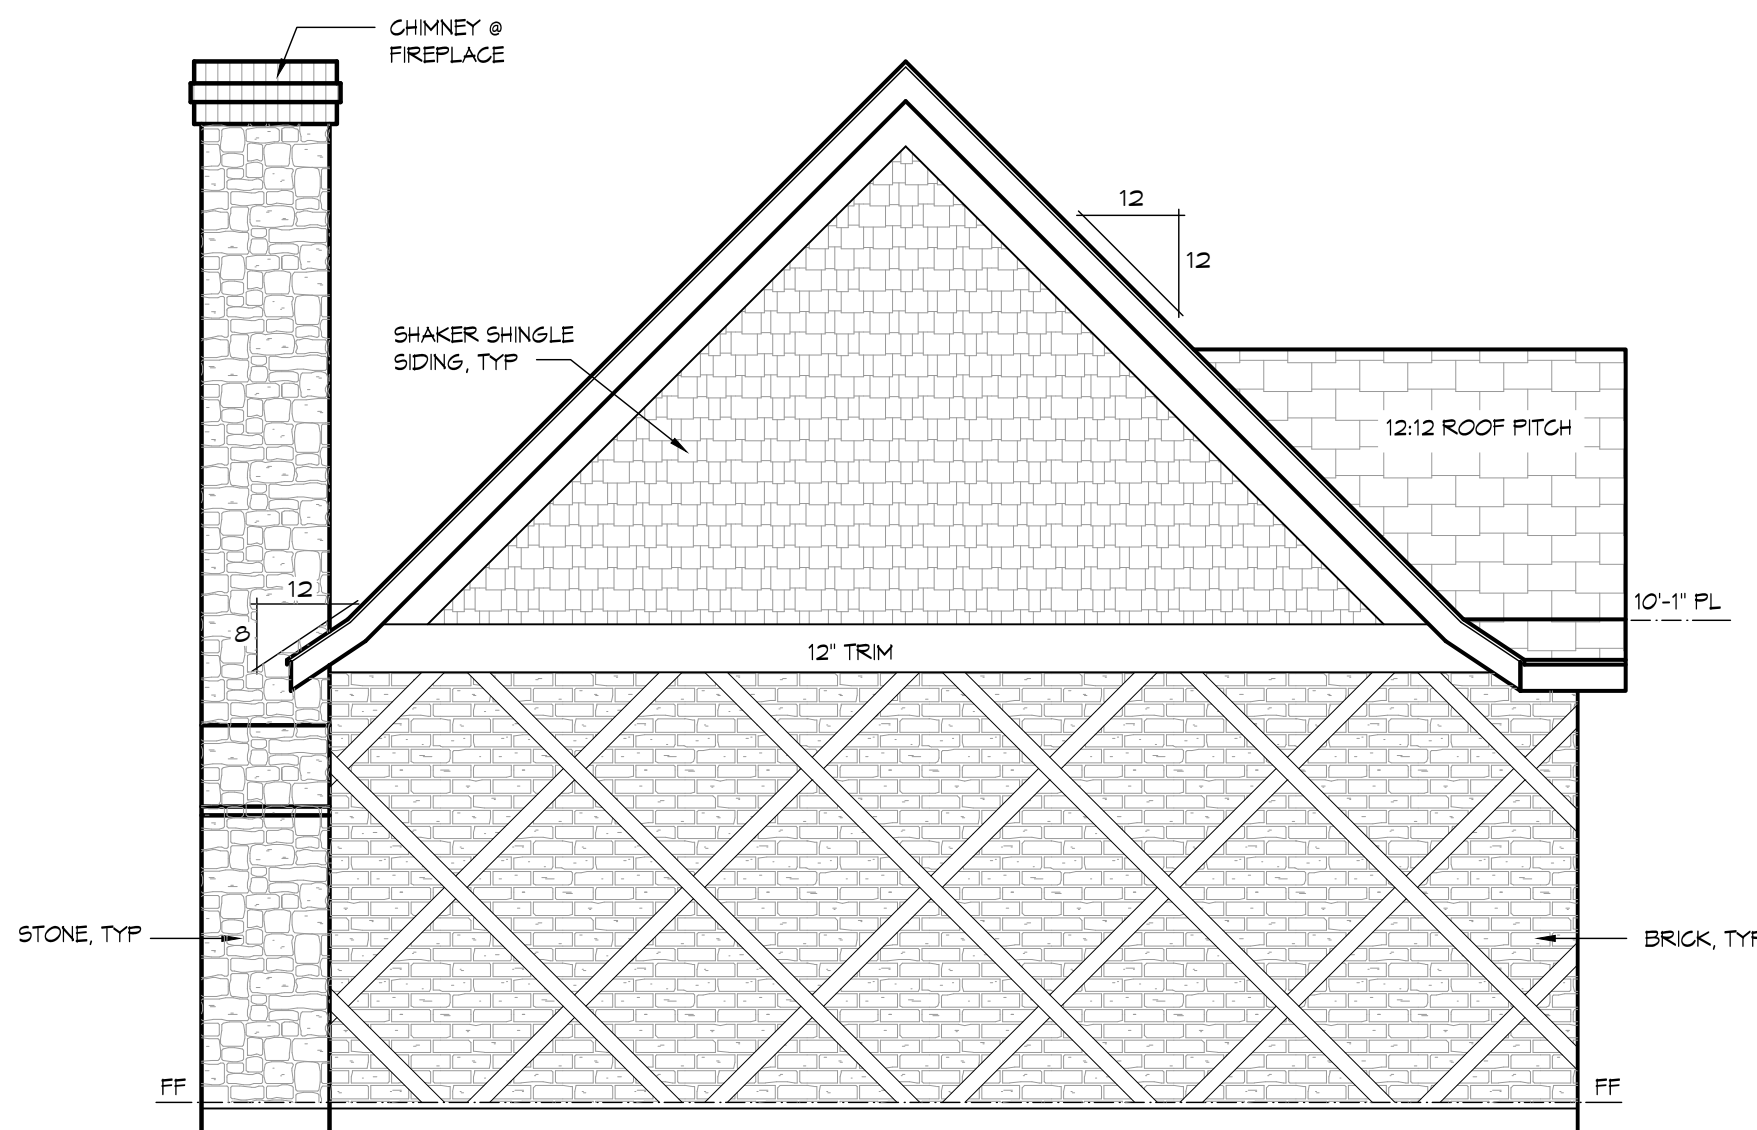 CHIMNEY @
FIREPLACE
12
12
SHAKER SHINGLE
SIDING, TYP
12:12 ROOF PITCH
12
8
10'-1" PL
12" TRIM
STONE, TYP
BRICK, TYP
FF
FF